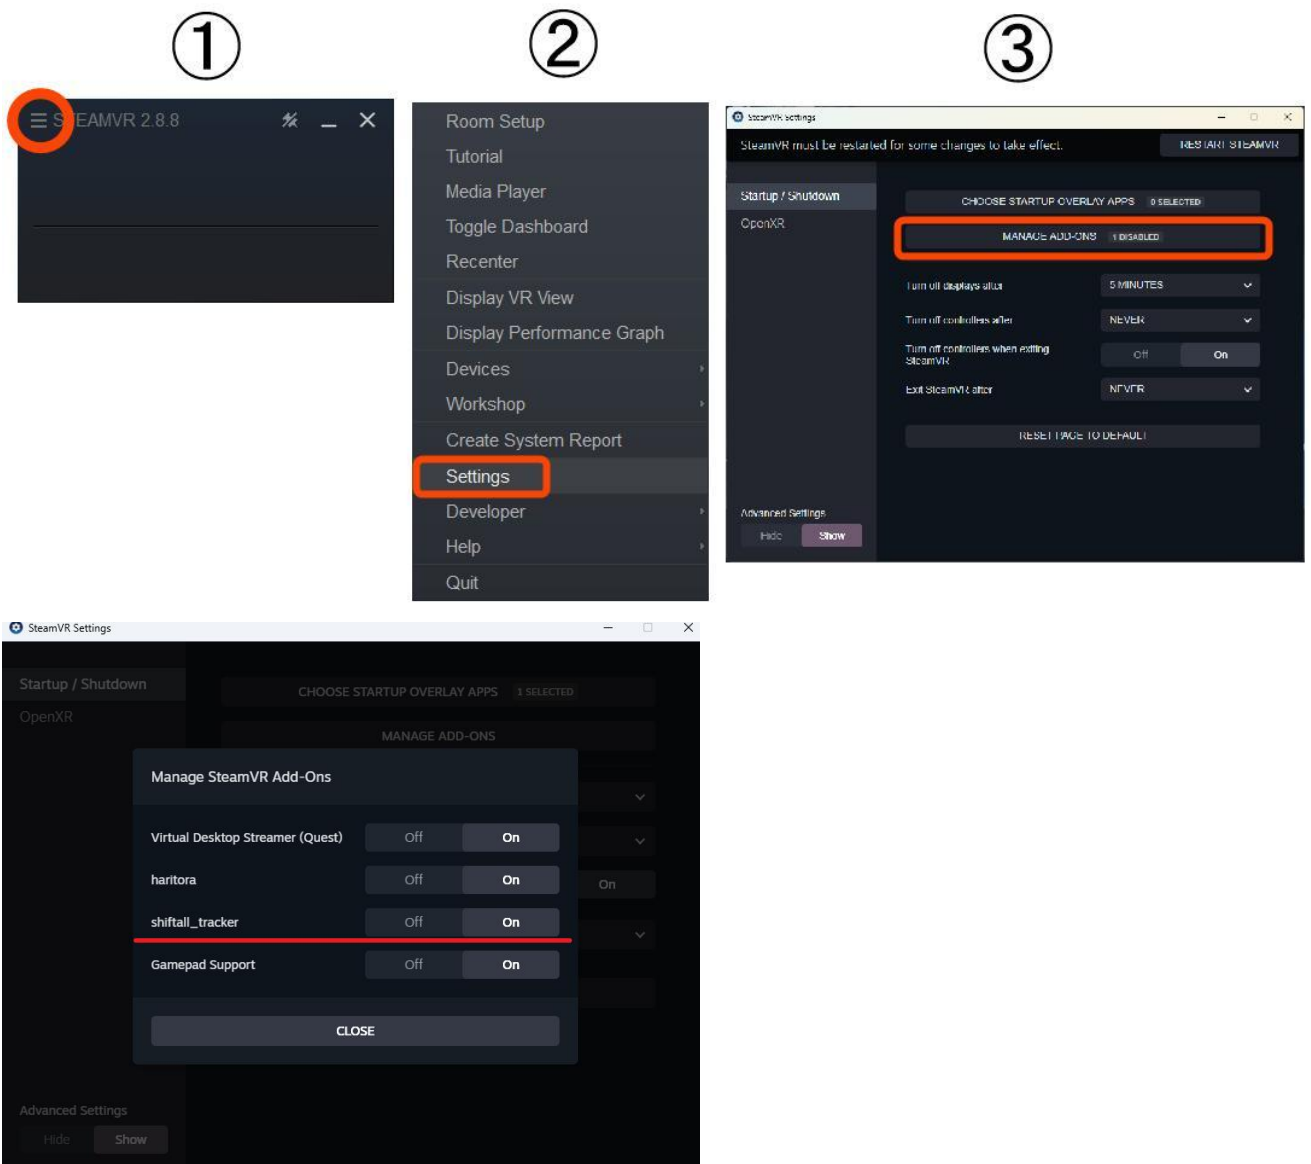 ①
②
③
STEAMVR 2.8.8
Room Setup
Tutorial
Media Player
Toggle Dashboard
Recenter
Display VR View
Display Performance Graph
Devices
Workshop
Create System Report
Settings
Developer
Help
Quit
SteamVR Settings
SteamVR must be restarted for some changes to take effect.
RESTART STEAMVR
Startup / Shutdown
OpenXR
CHOOSE STARTUP OVERLAY APPS 0 SELECTED
MANAGE ADD-ONS 1 DISABLED
Turn off displays after 5 MINUTES
Turn off controllers after NEVER
Turn off controllers when exiting
SteamVR
Off On
Exit SteamVR after NEVER
RESET PAGE TO DEFAULT
Advanced Settings
Hide Show
SteamVR Settings
Startup / Shutdown
OpenXR
CHOOSE STARTUP OVERLAY APPS 1 SELECTED
MANAGE ADD-ONS
Manage SteamVR Add-Ons
Virtual Desktop Streamer (Quest) Off On
haritora Off On
On
shiftall_tracker Off On
Gamepad Support Off On
CLOSE
Advanced Settings
Hide Show